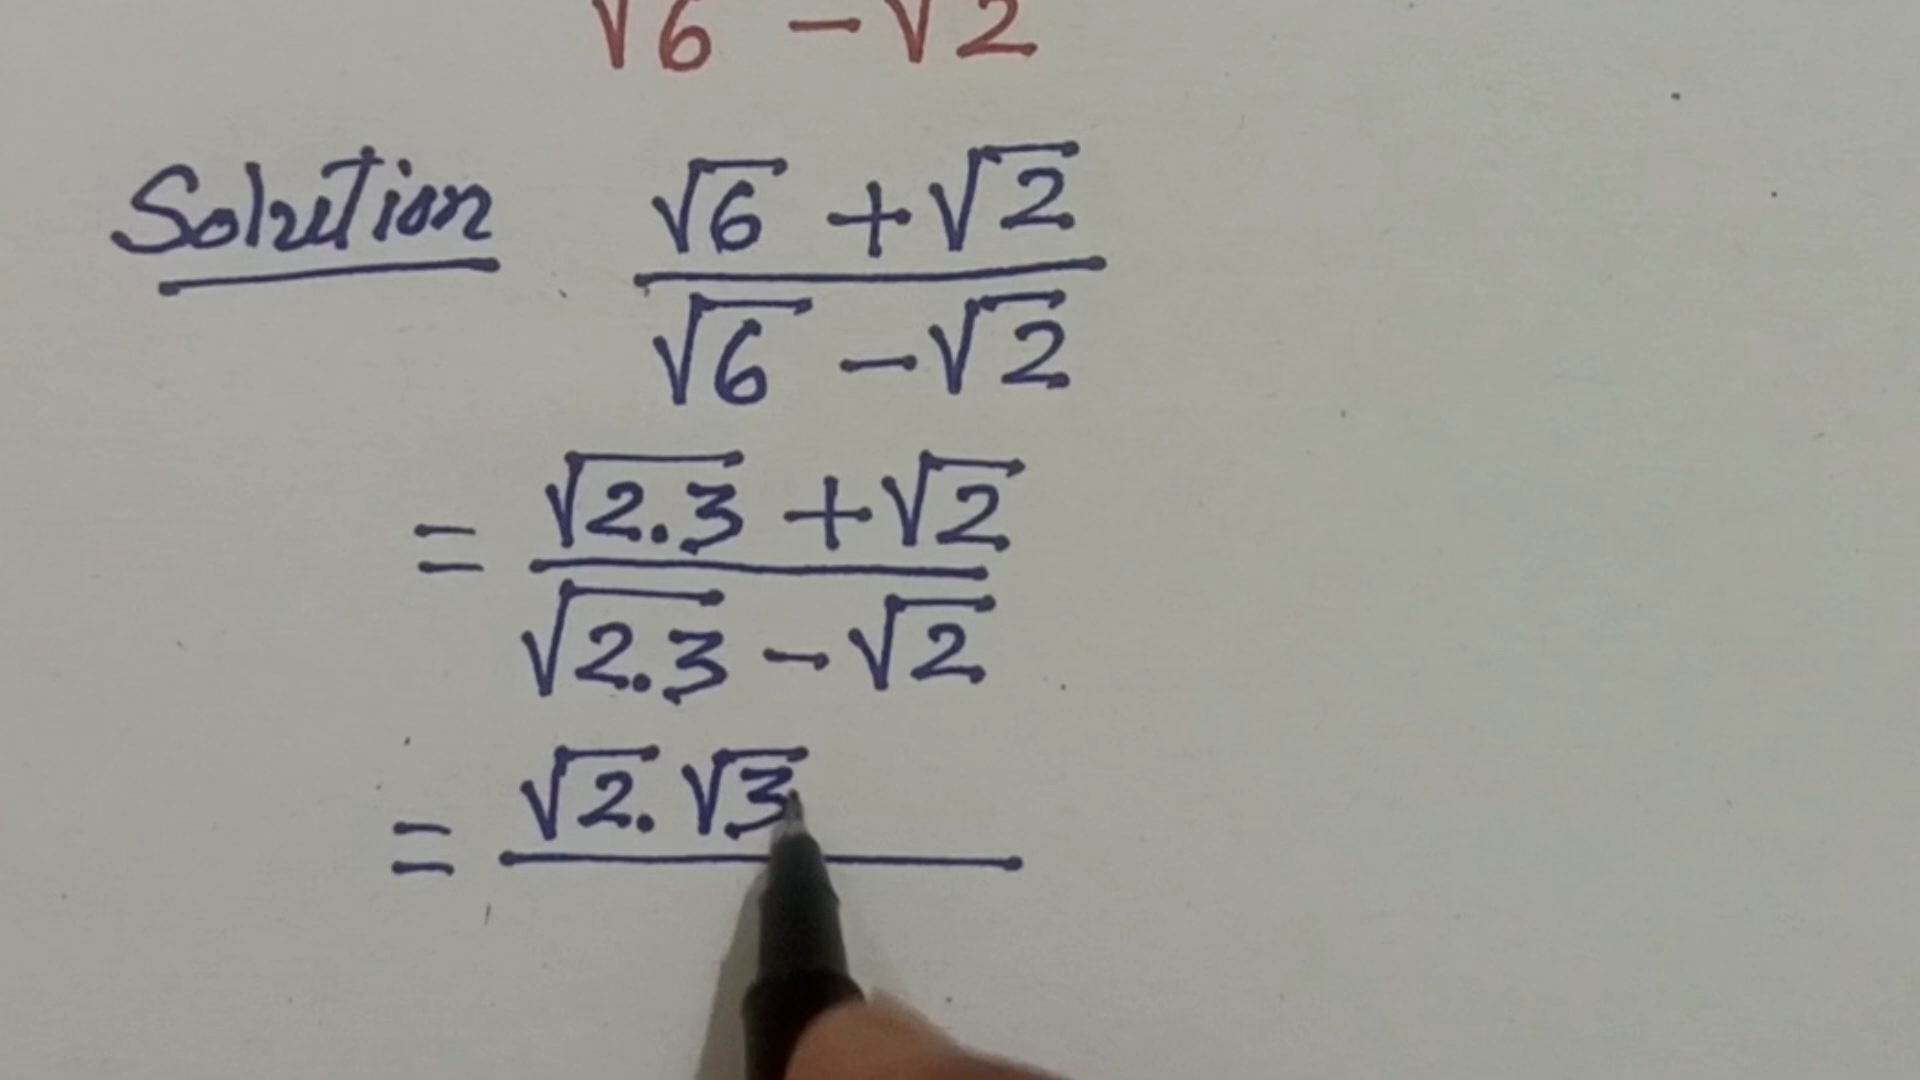 √6 - √2
Solution
√6 + √2
√6 - √2
= √2.3 + √2
√2.3 - √2
= √2. √3